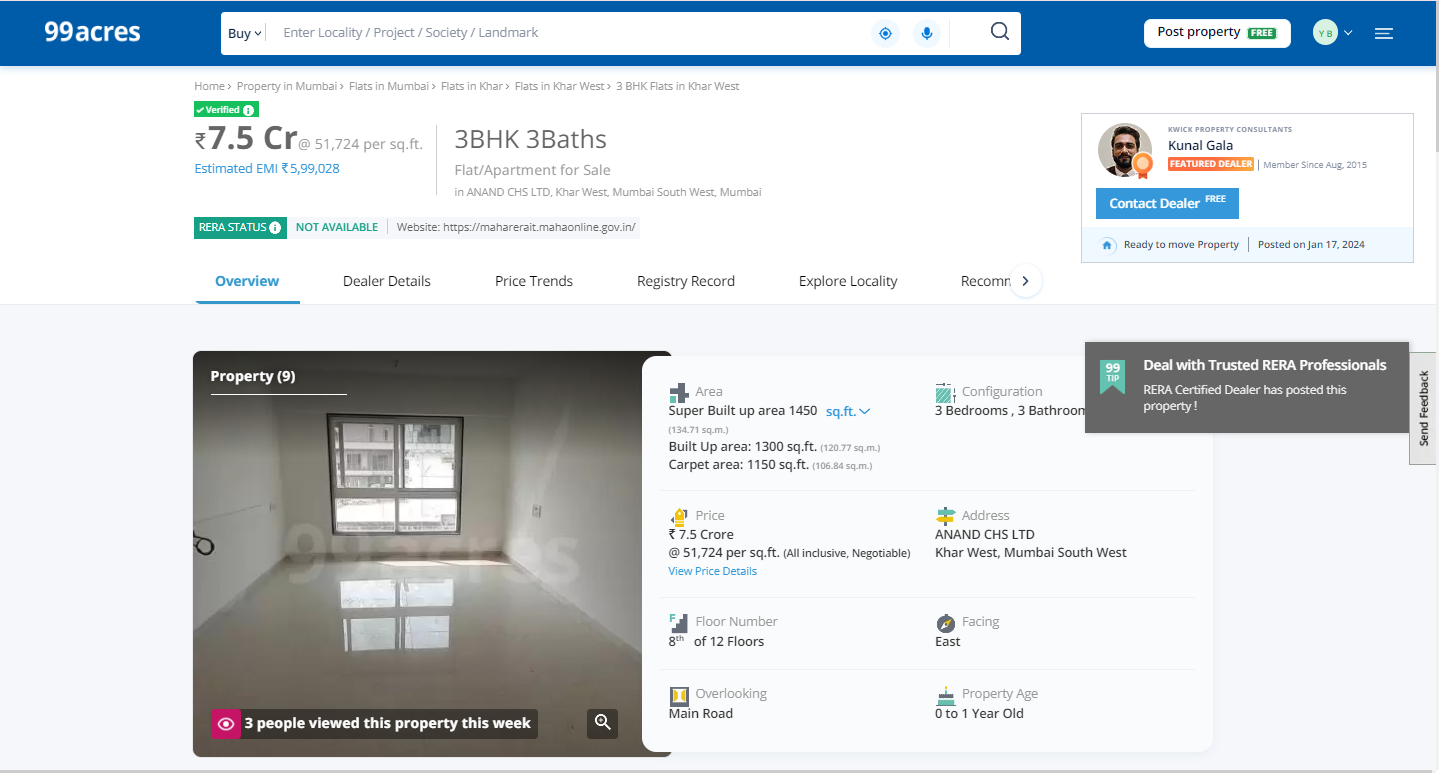 99acres
Buy
Enter Locality / Project / Society / Landmark
Post property FREE
Y B
Home › Property in Mumbai › Flats in Mumbai › Flats in Khar › Flats in Khar West › 3 BHK Flats in Khar West
Verified
₹7.5 Cr @ 51,724 per sq.ft.
Estimated EMI ₹5,99,028
3BHK 3Baths
Flat/Apartment for Sale
in ANAND CHS LTD, Khar West, Mumbai South West, Mumbai
KWICK PROPERTY CONSULTANTS
Kunal Gala
FEATURED DEALER | Member Since Aug, 2015
Contact Dealer FREE
Ready to move Property | Posted on Jan 17, 2024
RERA STATUS NOT AVAILABLE | Website: https://maharerait.mahaonline.gov.in/
Overview Dealer Details Price Trends Registry Record Explore Locality Recomm
Property (9)
99acres
3 people viewed this property this week
Area
Super Built up area 1450 sq.ft.
(134.71 sq.m.)
Built Up area: 1300 sq.ft. (120.77 sq.m.)
Carpet area: 1150 sq.ft. (106.84 sq.m.)
Configuration
3 Bedrooms , 3 Bathroom
Price
₹ 7.5 Crore
@ 51,724 per sq.ft. (All inclusive, Negotiable)
View Price Details
Address
ANAND CHS LTD
Khar West, Mumbai South West
Floor Number
8th of 12 Floors
Facing
East
Overlooking
Main Road
Property Age
0 to 1 Year Old
99
TIP
Deal with Trusted RERA Professionals
RERA Certified Dealer has posted this
property !
Send Feedback